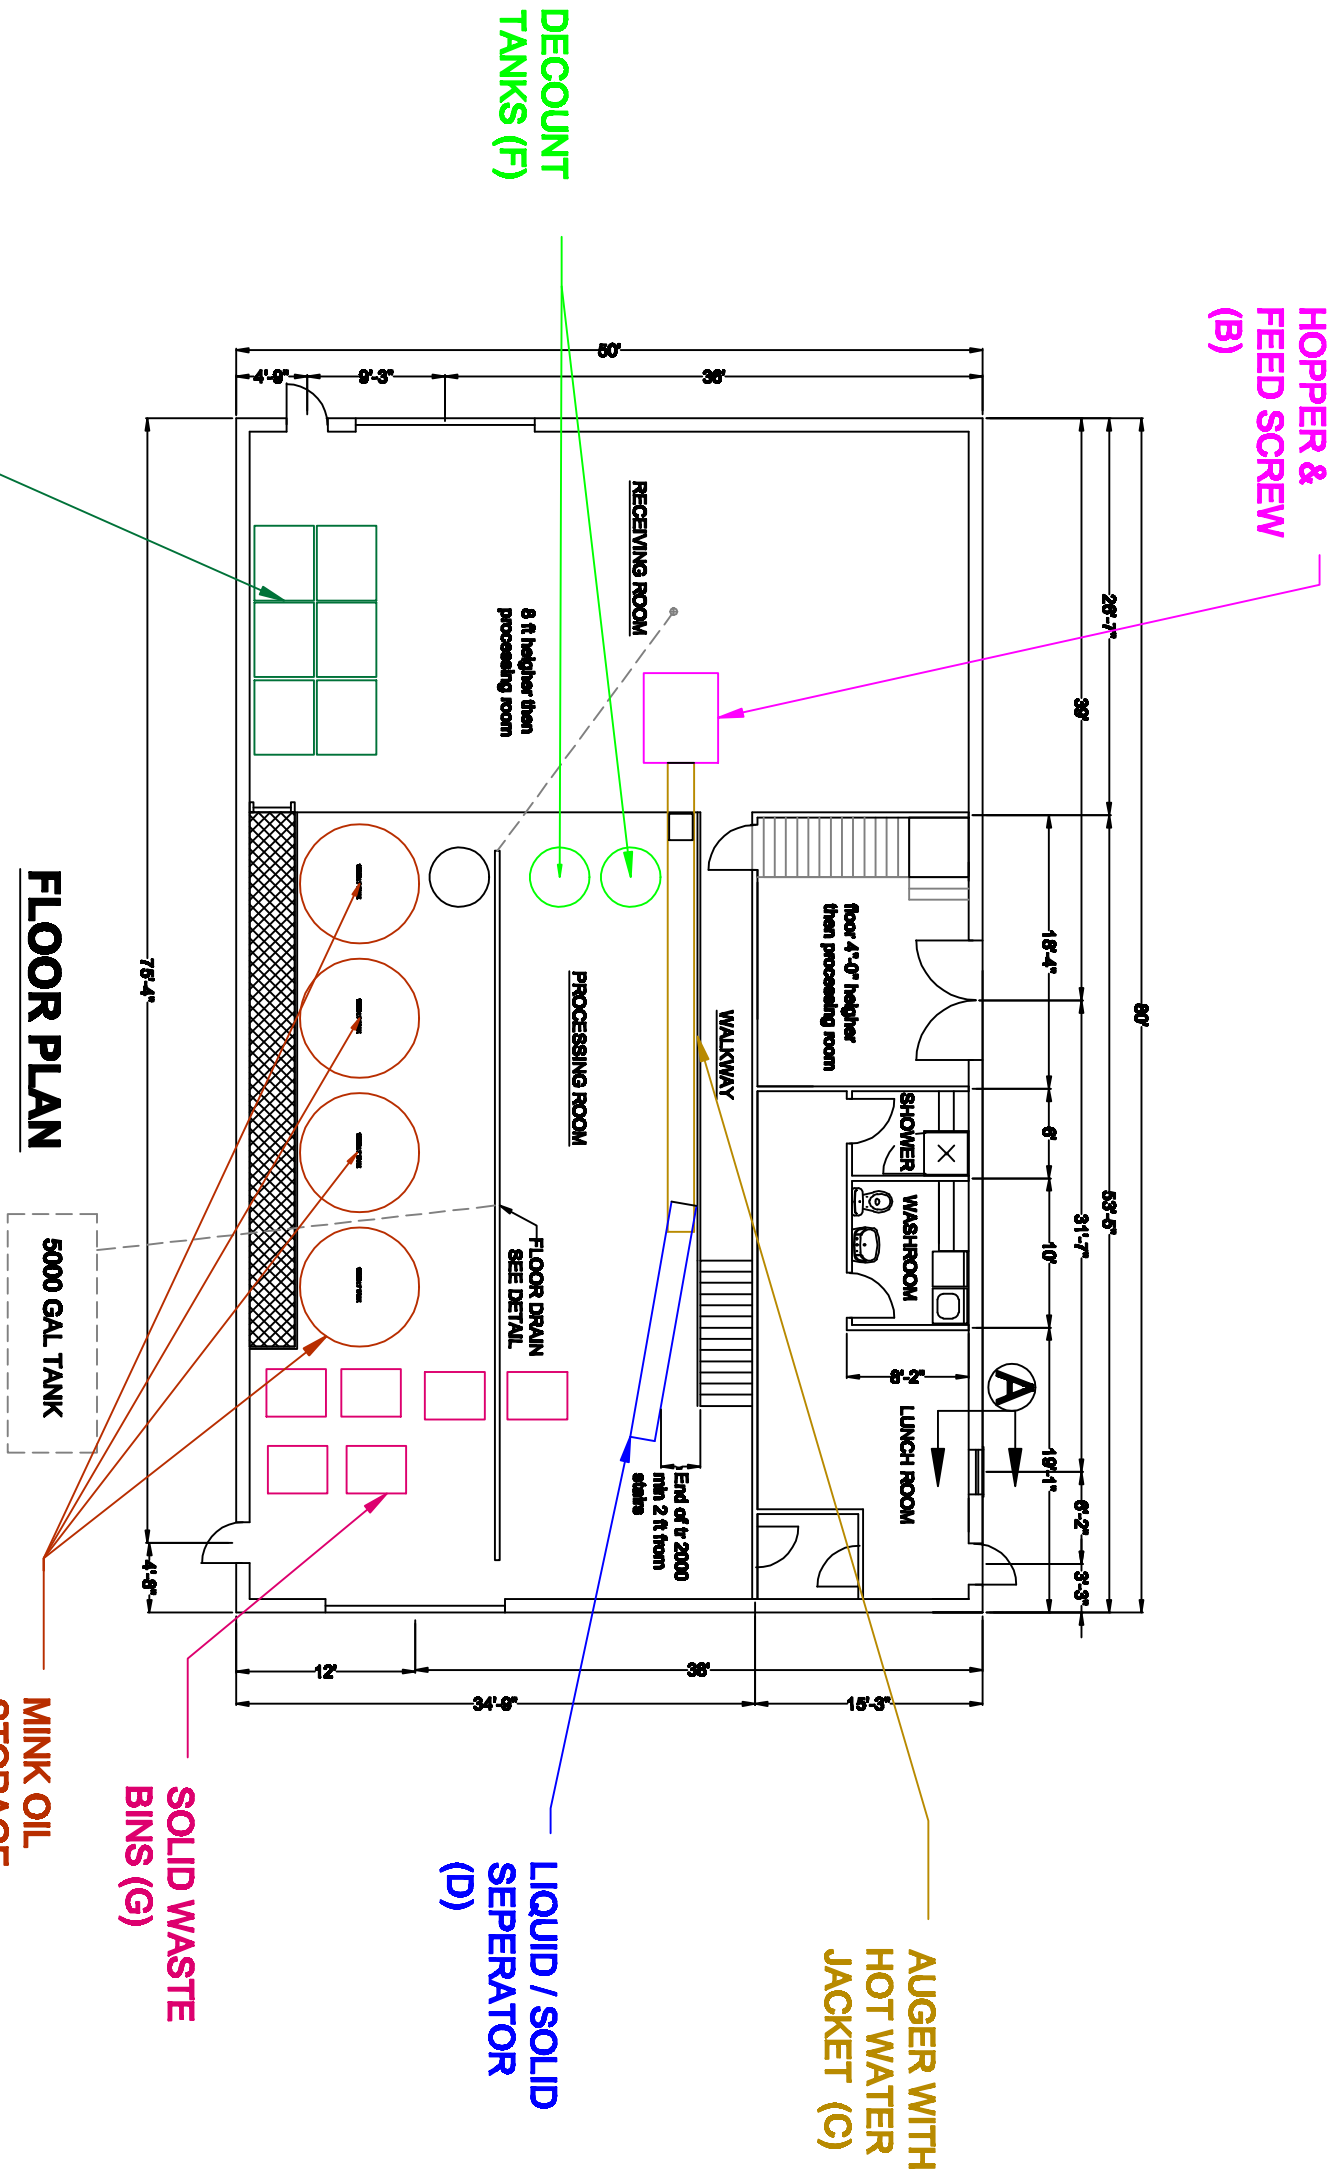 HOPPER &
FEED SCREW
(B)
DECOUNT
TANKS (F)
AUGER WITH
HOT WATER
JACKET (C)
LIQUID / SOLID
SEPERATOR
(D)
SOLID WASTE
BINS (G)
MINK OIL
STORAGE
80'
26'-7"
53'-5"
39'
31'-7"
6'-2"
3'-3"
18'-4"
6'
10'
19'-1"
50'
36'
9'-3"
4'-9"
8'-2"
A
SHOWER
WASHROOM
LUNCH ROOM
floor 4'-0" heigher
then processing room
WALKWAY
RECEIVING ROOM
8 ft heigher then
processing room
PROCESSING ROOM
End of tr 2000
min 2 ft from
stairs
FLOOR DRAIN
SEE DETAIL
15'-3"
34'-9"
38'
12'
75'-4"
4'-8"
5000 GAL TANK
FLOOR PLAN